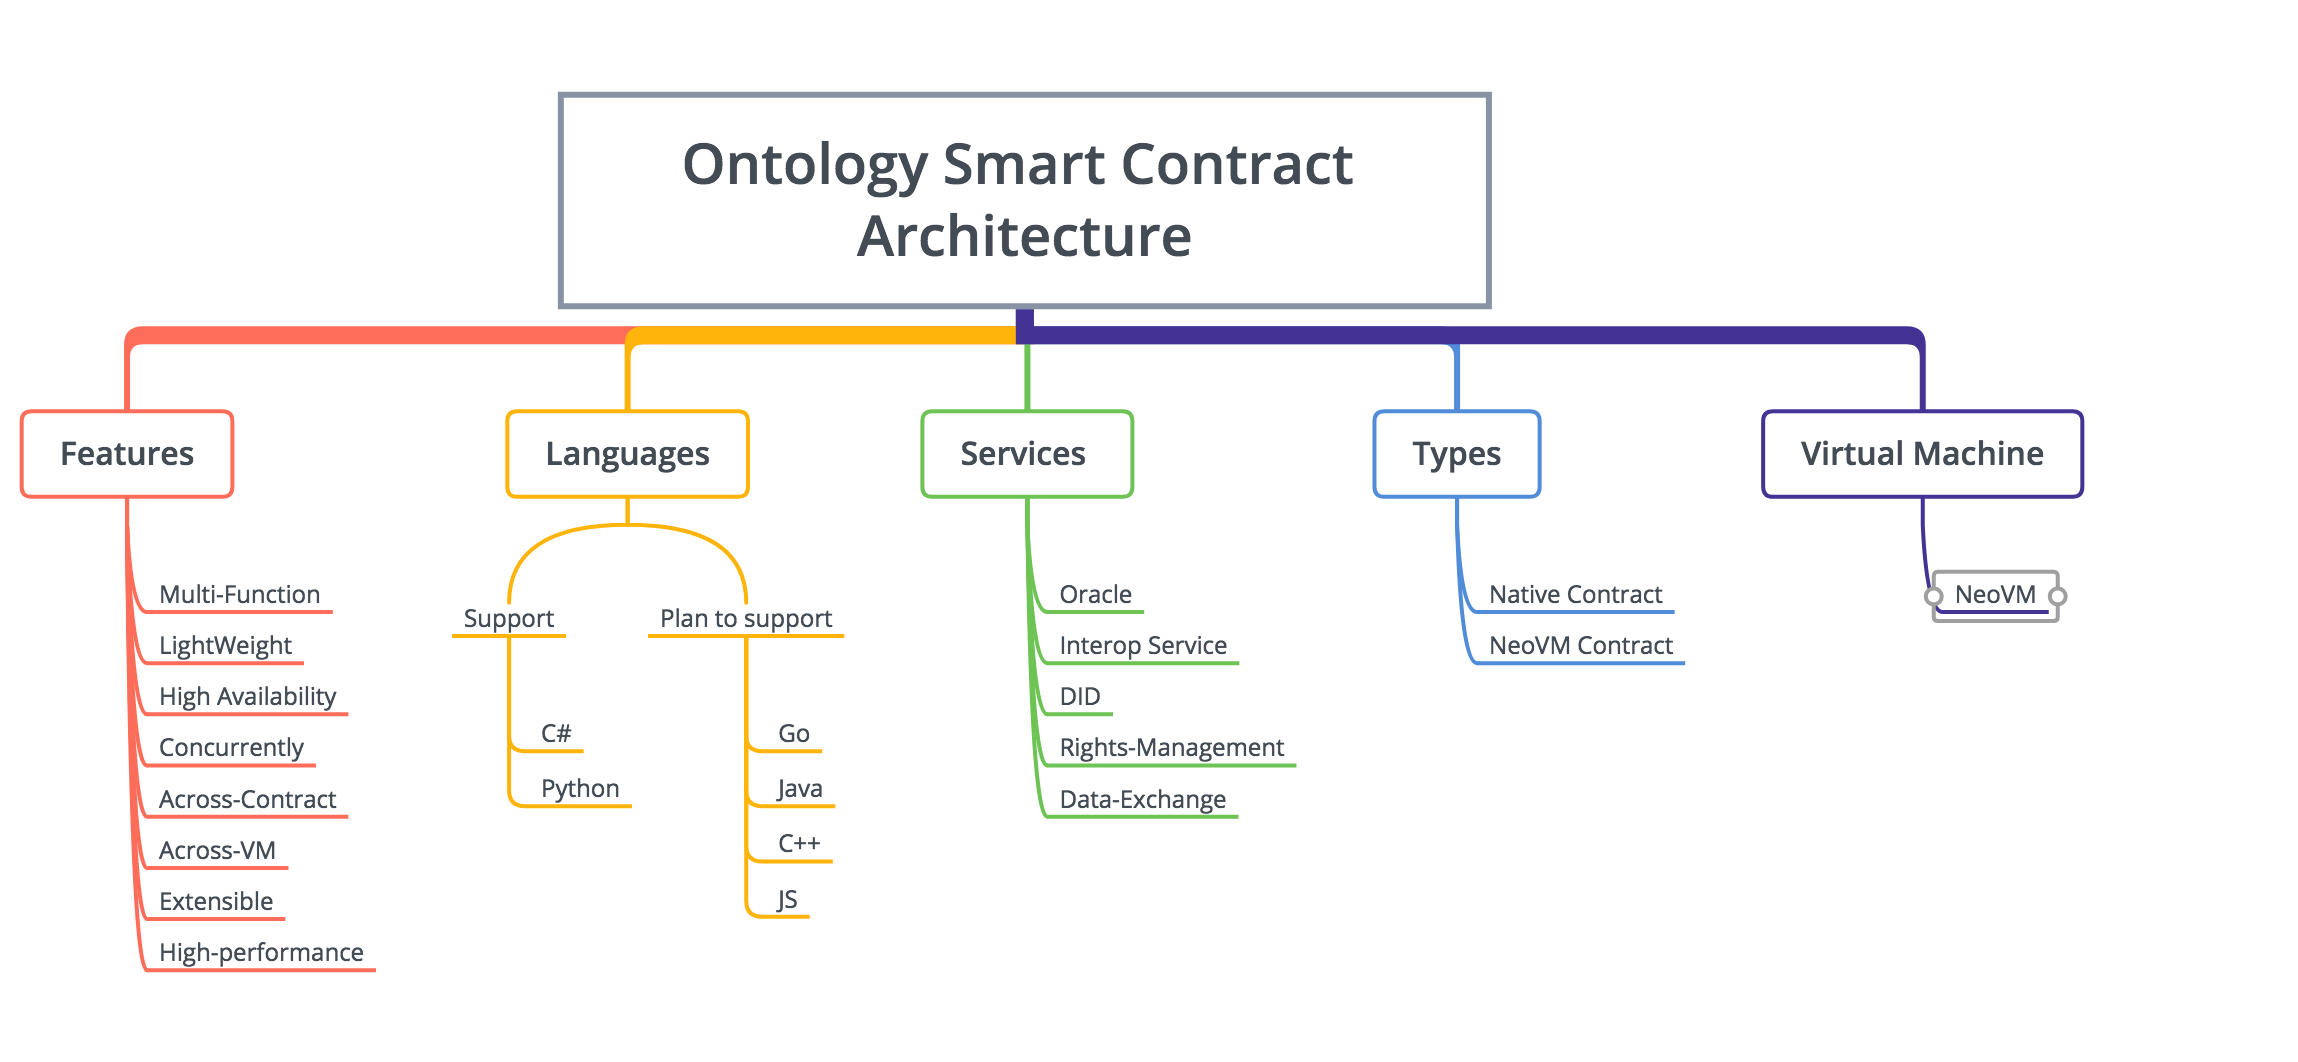 Ontology Smart Contract
Architecture
Features
Languages
Services
Types
Virtual Machine
Multi-Function
LightWeight
High Availability
Concurrently
Across-Contract
Across-VM
Extensible
High-performance
Support
C#
Python
Plan to support
Go
Java
C++
JS
Oracle
Interop Service
DID
Rights-Management
Data-Exchange
Native Contract
NeoVM Contract
NeoVM